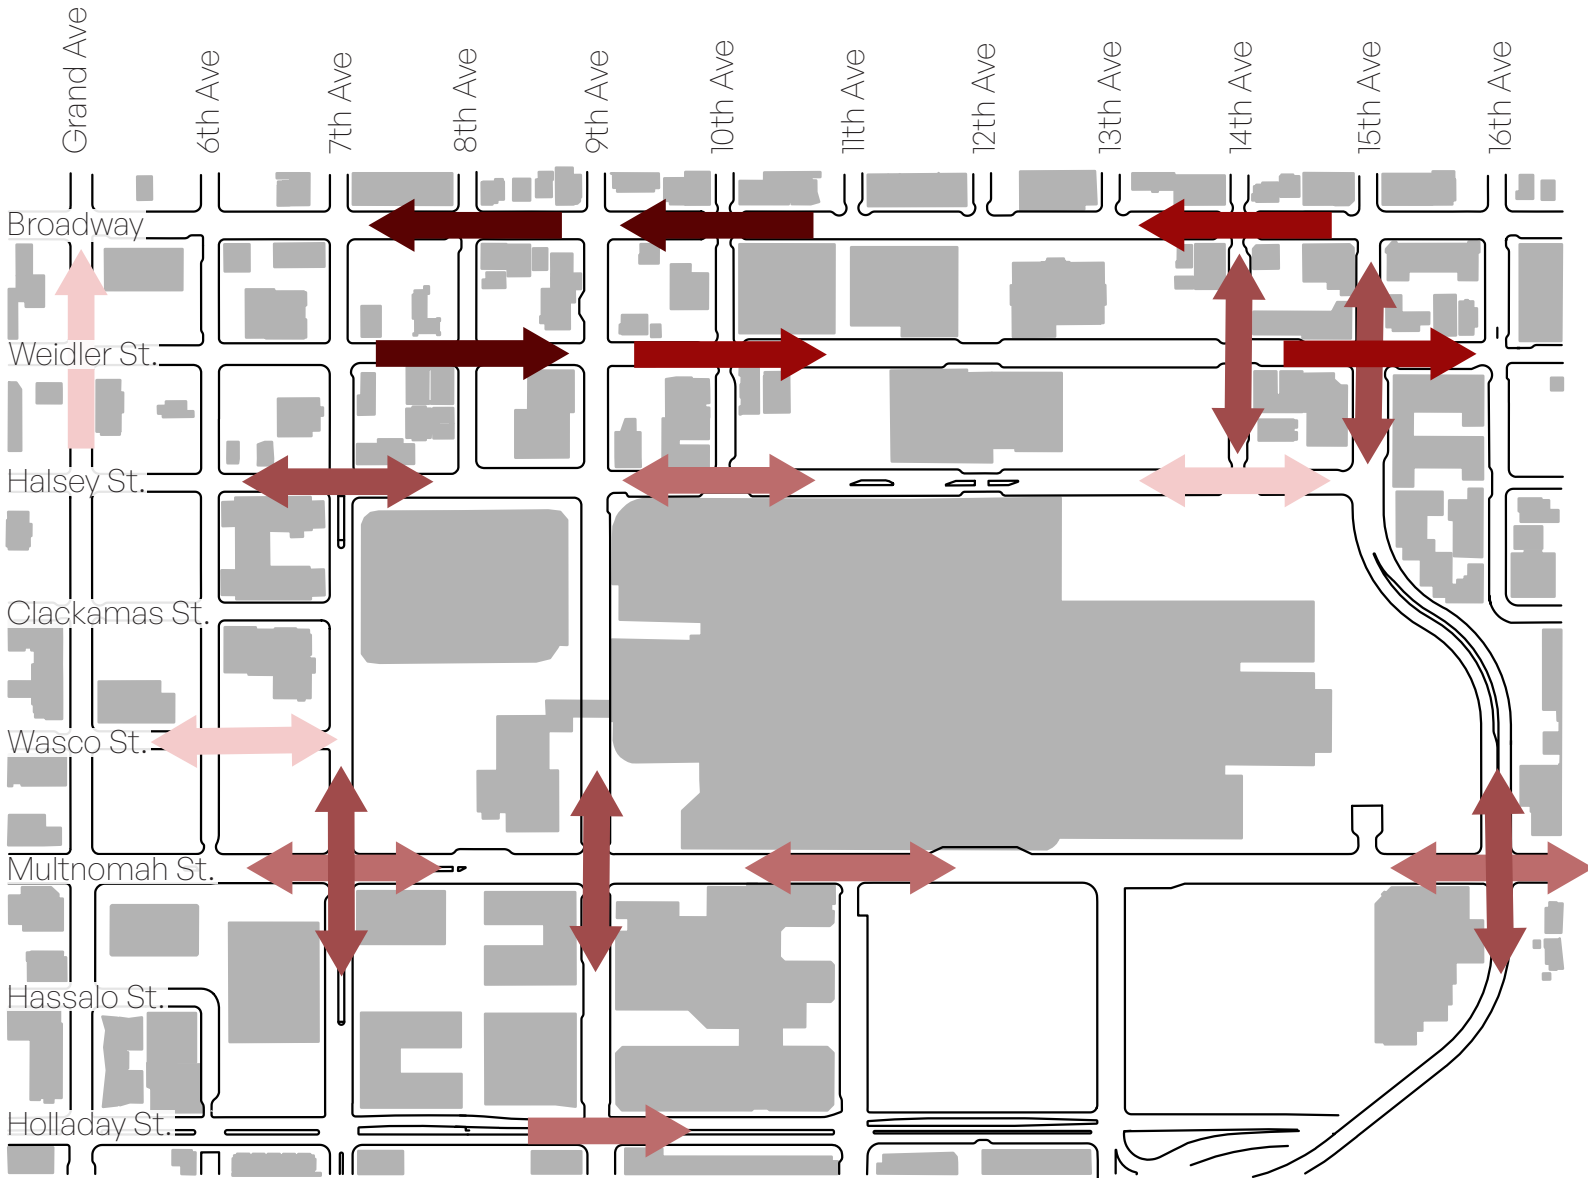 Grand Ave
6th Ave
7th Ave
8th Ave
9th Ave
10th Ave
11th Ave
12th Ave
13th Ave
14th Ave
15th Ave
16th Ave
Broadway
Weidler St.
Halsey St.
Clackamas St.
Wasco St.
Multnomah St.
Hassalo St.
Holladay St.